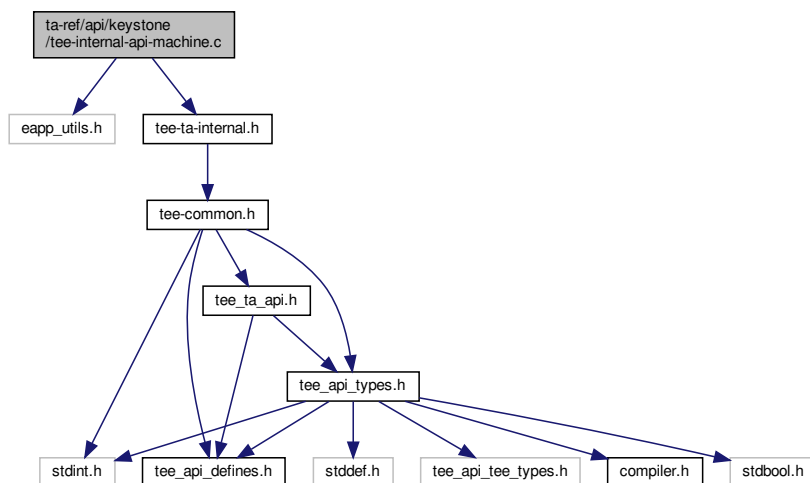 ta-ref/api/keystone
/tee-internal-api-machine.c
eapp_utils.h
tee-ta-internal.h
tee-common.h
tee_ta_api.h
tee_api_types.h
stdint.h
tee_api_defines.h
stddef.h
tee_api_tee_types.h
compiler.h
stdbool.h